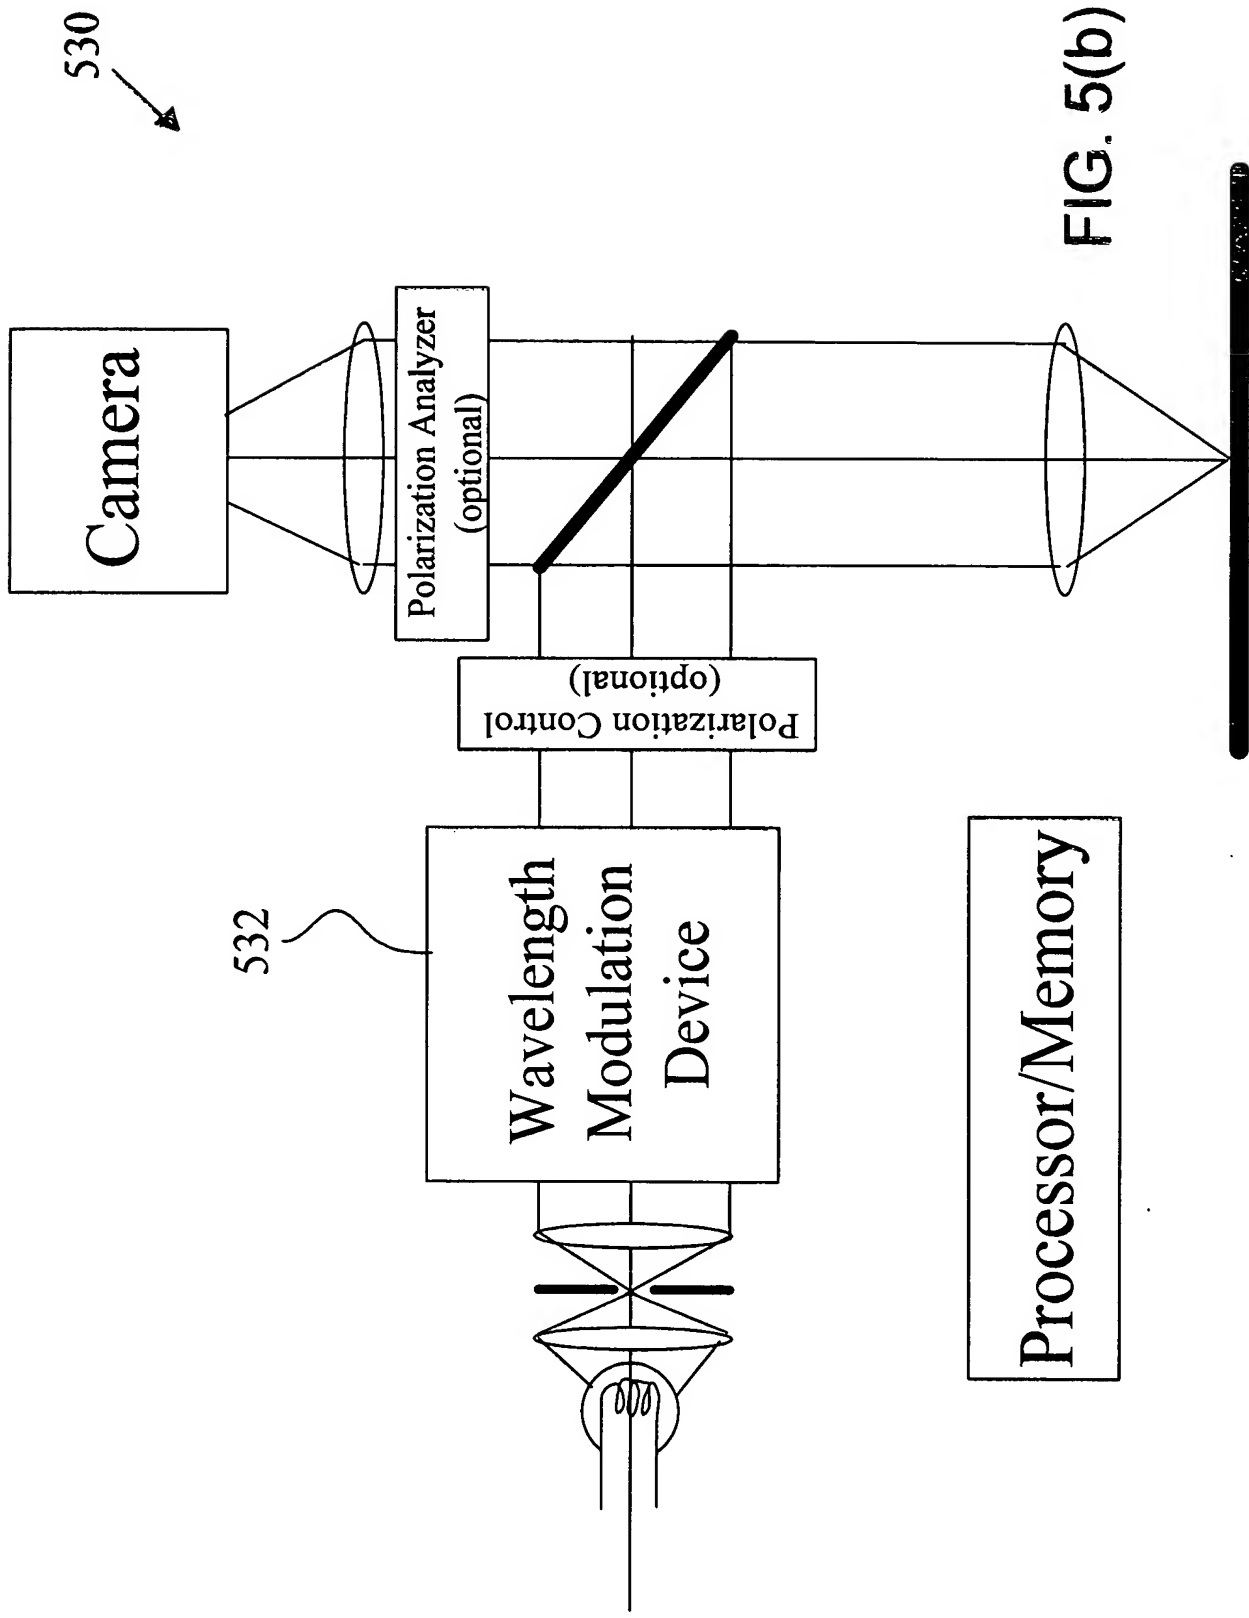 530
Camera
Polarization Analyzer
(optional)
Polarization Control
(optional)
532
Wavelength
Modulation
Device
Processor/Memory
FIG. 5(b)